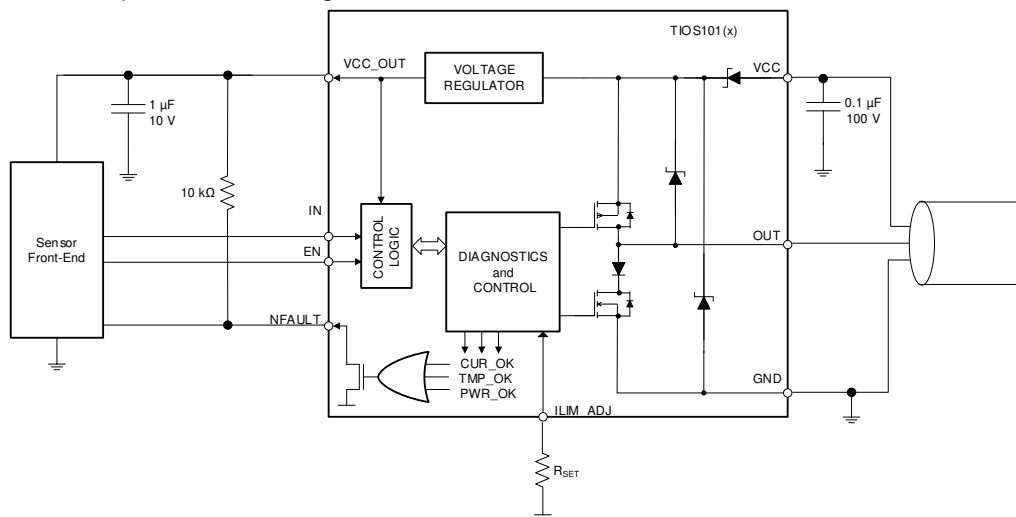 TIOS101(x)
VCC_OUT
VOLTAGE
REGULATOR
VCC
1 µF
10 V
0.1 µF
100 V
10 kΩ
Sensor
Front-End
IN
EN
CONTROL
LOGIC
DIAGNOSTICS
and
CONTROL
OUT
NFAULT
CUR_OK
TMP_OK
PWR_OK
GND
ILIM_ADJ
RSET